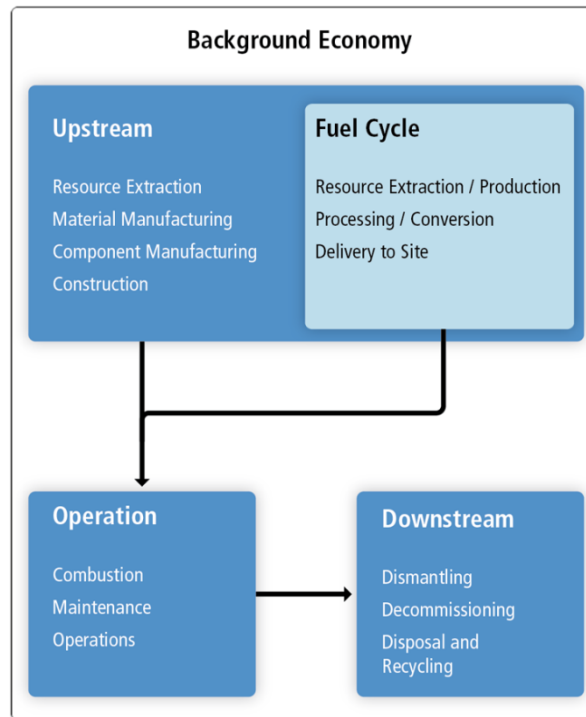 Background Economy
Upstream
Resource Extraction
Material Manufacturing
Component Manufacturing
Construction
Fuel Cycle
Resource Extraction / Production
Processing / Conversion
Delivery to Site
Operation
Combustion
Maintenance
Operations
Downstream
Dismantling
Decommissioning
Disposal and
Recycling